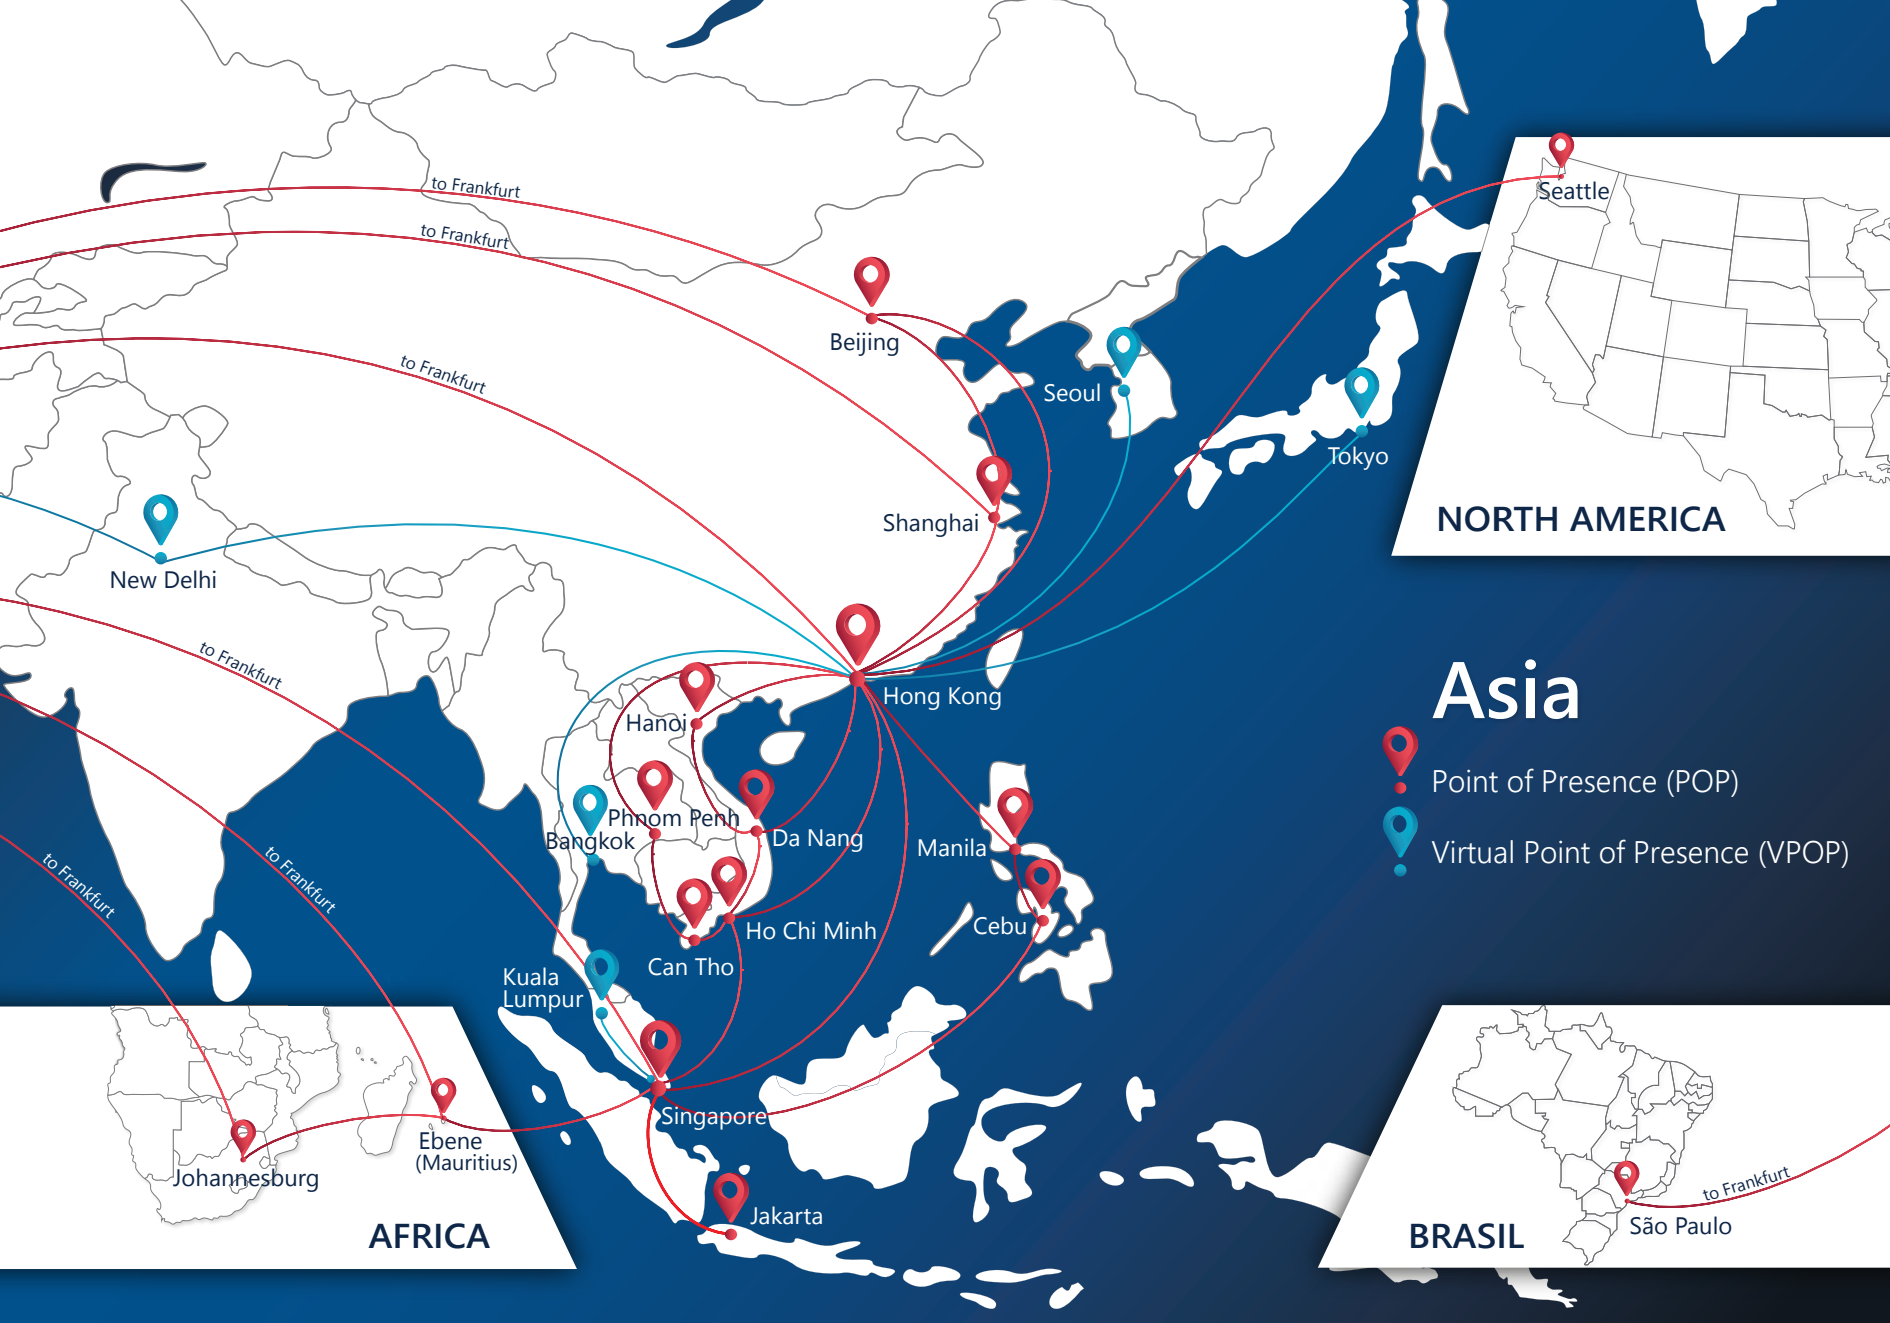 to Frankfurt
Seattle
to Frankfurt
Beijing
to Frankfurt
Seoul
Tokyo
NORTH AMERICA
Shanghai
New Delhi
to Frankfurt
Asia
Hong Kong
Hanoi
Point of Presence (POP)
Phnom Penh
Bangkok
Da Nang
Manila
Virtual Point of Presence (VPOP)
to Frankfurt
to Frankfurt
Cebu
Ho Chi Minh
Can Tho
Kuala
Lumpur
Singapore
Ebene
(Mauritius)
Johannesburg
to Frankfurt
Jakarta
São Paulo
AFRICA
BRASIL